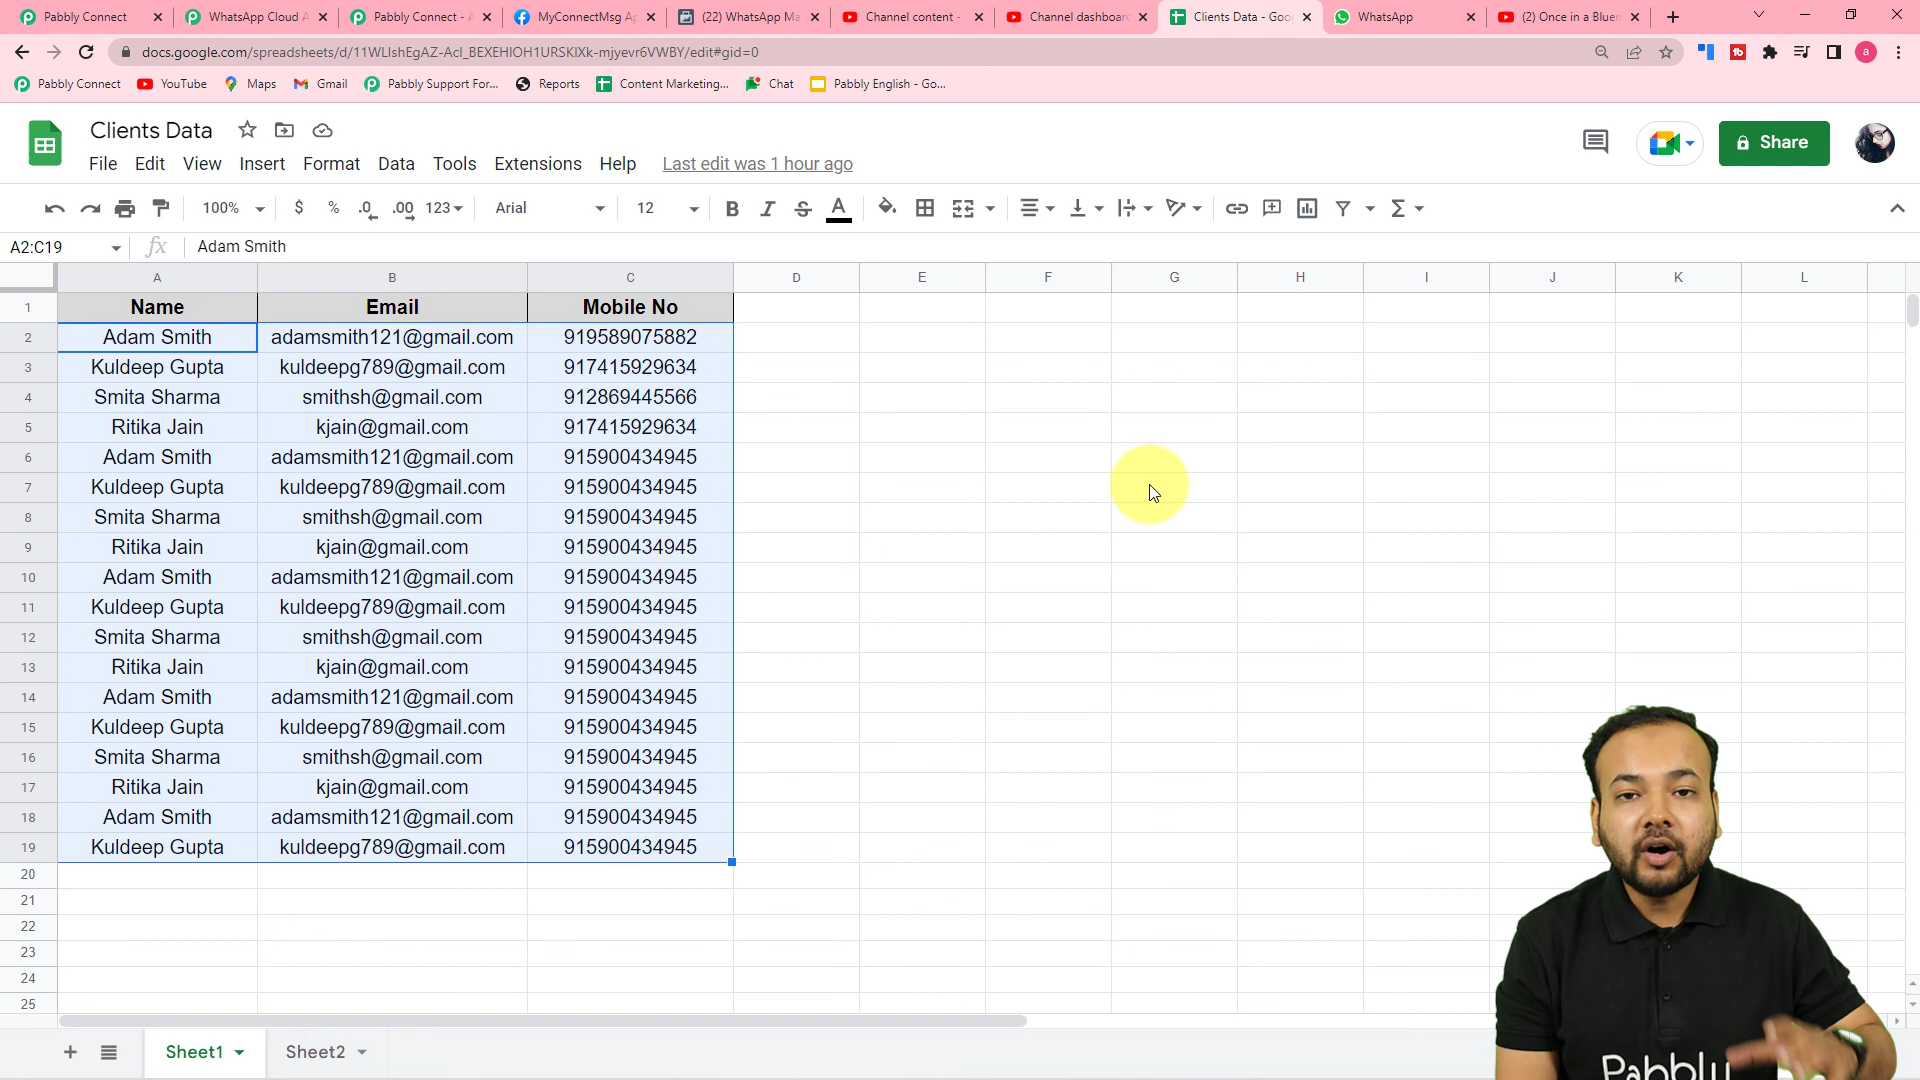 Pabbly Connect
WhatsApp Cloud A
Pabbly Connect - A
MyConnectMsg Ap
(22) WhatsApp Ma
Channel content -
Channel dashboard
Clients Data - Goo
WhatsApp
(2) Once in a Blue
docs.google.com/spreadsheets/d/11WLlshEgAZ-Acl_BEXEHIOH1URSKlXk-mjyevr6VWBY/edit#gid=0
Pabbly Connect
YouTube
Maps
Gmail
Pabbly Support For...
Reports
Content Marketing...
Chat
Pabbly English - Go...
Clients Data
File Edit View Insert Format Data Tools Extensions Help Last edit was 1 hour ago
Share
100% $ % .0 .00 123 Arial 12 B I S A
A2:C19 fx Adam Smith
A B C D E F G H I J K L
1 Name Email Mobile No
2 Adam Smith adamsmith121@gmail.com 919589075882
3 Kuldeep Gupta kuldeepg789@gmail.com 917415929634
4 Smita Sharma smithsh@gmail.com 912869445566
5 Ritika Jain kjain@gmail.com 917415929634
6 Adam Smith adamsmith121@gmail.com 915900434945
7 Kuldeep Gupta kuldeepg789@gmail.com 915900434945
8 Smita Sharma smithsh@gmail.com 915900434945
9 Ritika Jain kjain@gmail.com 915900434945
10 Adam Smith adamsmith121@gmail.com 915900434945
11 Kuldeep Gupta kuldeepg789@gmail.com 915900434945
12 Smita Sharma smithsh@gmail.com 915900434945
13 Ritika Jain kjain@gmail.com 915900434945
14 Adam Smith adamsmith121@gmail.com 915900434945
15 Kuldeep Gupta kuldeepg789@gmail.com 915900434945
16 Smita Sharma smithsh@gmail.com 915900434945
17 Ritika Jain kjain@gmail.com 915900434945
18 Adam Smith adamsmith121@gmail.com 915900434945
19 Kuldeep Gupta kuldeepg789@gmail.com 915900434945
20
21
22
23
24
25
Sheet1 Sheet2
Pabbly